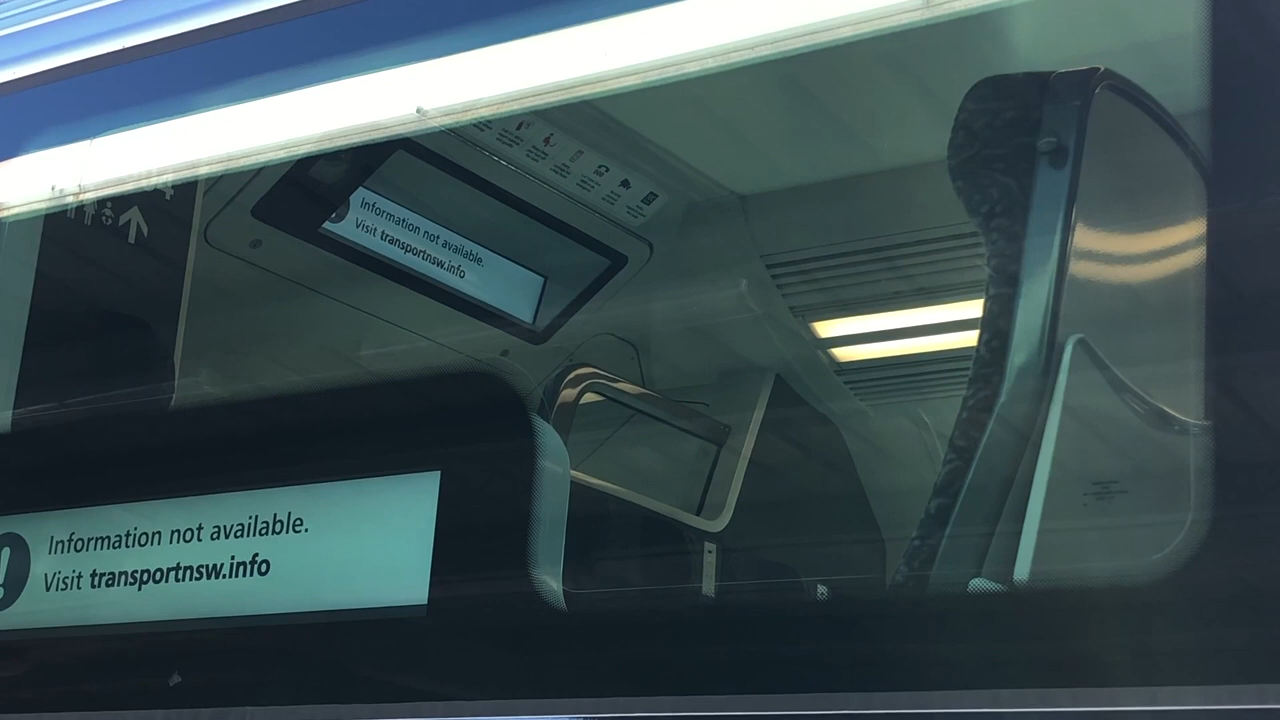 Information not available.
Visit transportnsw.info
!
Information not available.
Visit transportnsw.info